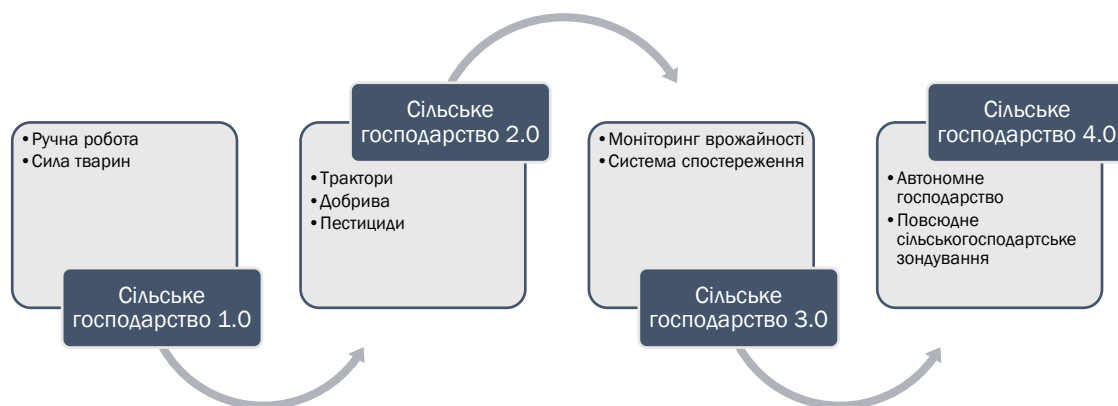 • Ручна робота
• Сила тварин
Сільське
господарство 1.0
Сільське
господарство 2.0
• Трактори
• Добрива
• Пестициди
• Моніторинг врожайності
• Система спостереження
Сільське
господарство 3.0
Сільське
господарство 4.0
• Автономне
господарство
• Повсюдне
сільськогосподартське
зондування